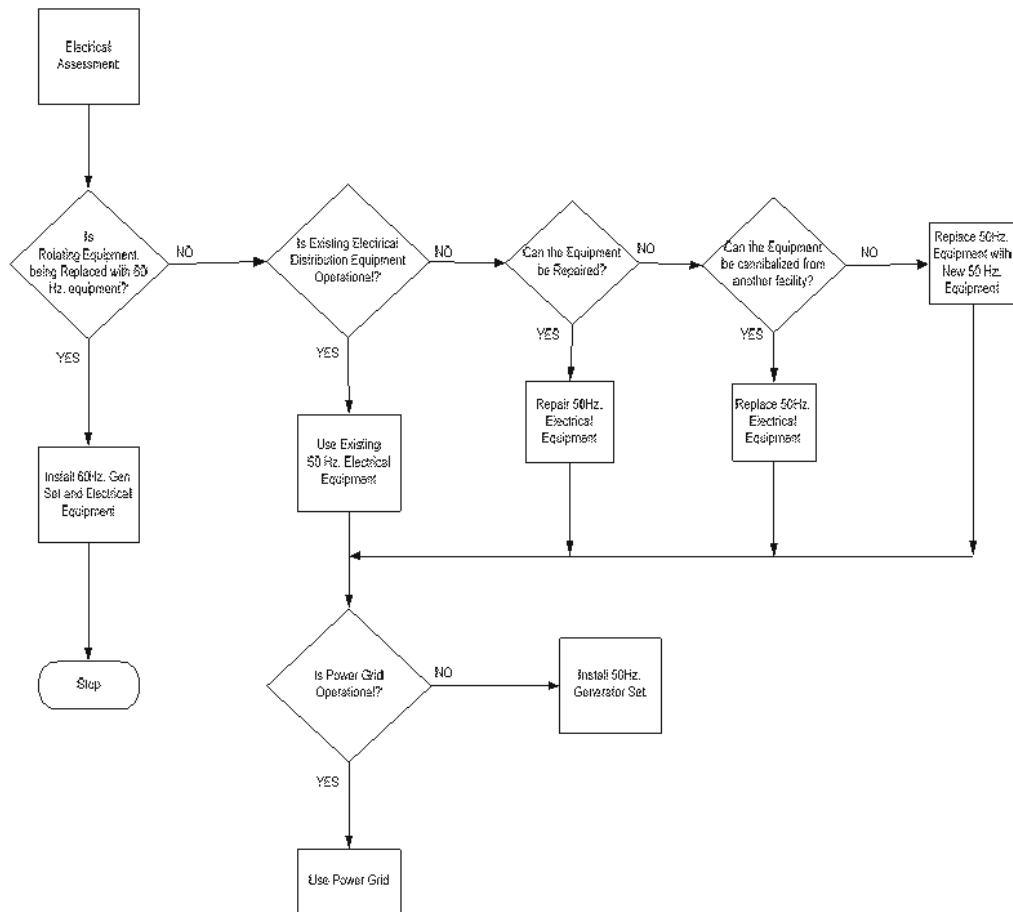 Electrical
Assessment
Is
Rotating Equipment
being Replaced with 60
Hz. equipment?
NO
Is Existing Electrical
Distribution Equipment
Operational?
NO
Can the Equipment
be Repaired?
NO
Can the Equipment
be cannibalized from
another facility?
NO
Replace 50Hz.
Equipment with
New 50 Hz.
Equipment
YES
YES
YES
YES
Install 60Hz. Gen
Set and Electrical
Equipment
Use Existing
50 Hz. Electrical
Equipment
Repair 50Hz.
Electrical
Equipment
Replace 50Hz.
Electrical
Equipment
Stop
Is Power Grid
Operational?
NO
Install 50Hz.
Generator Set
YES
Use Power Grid